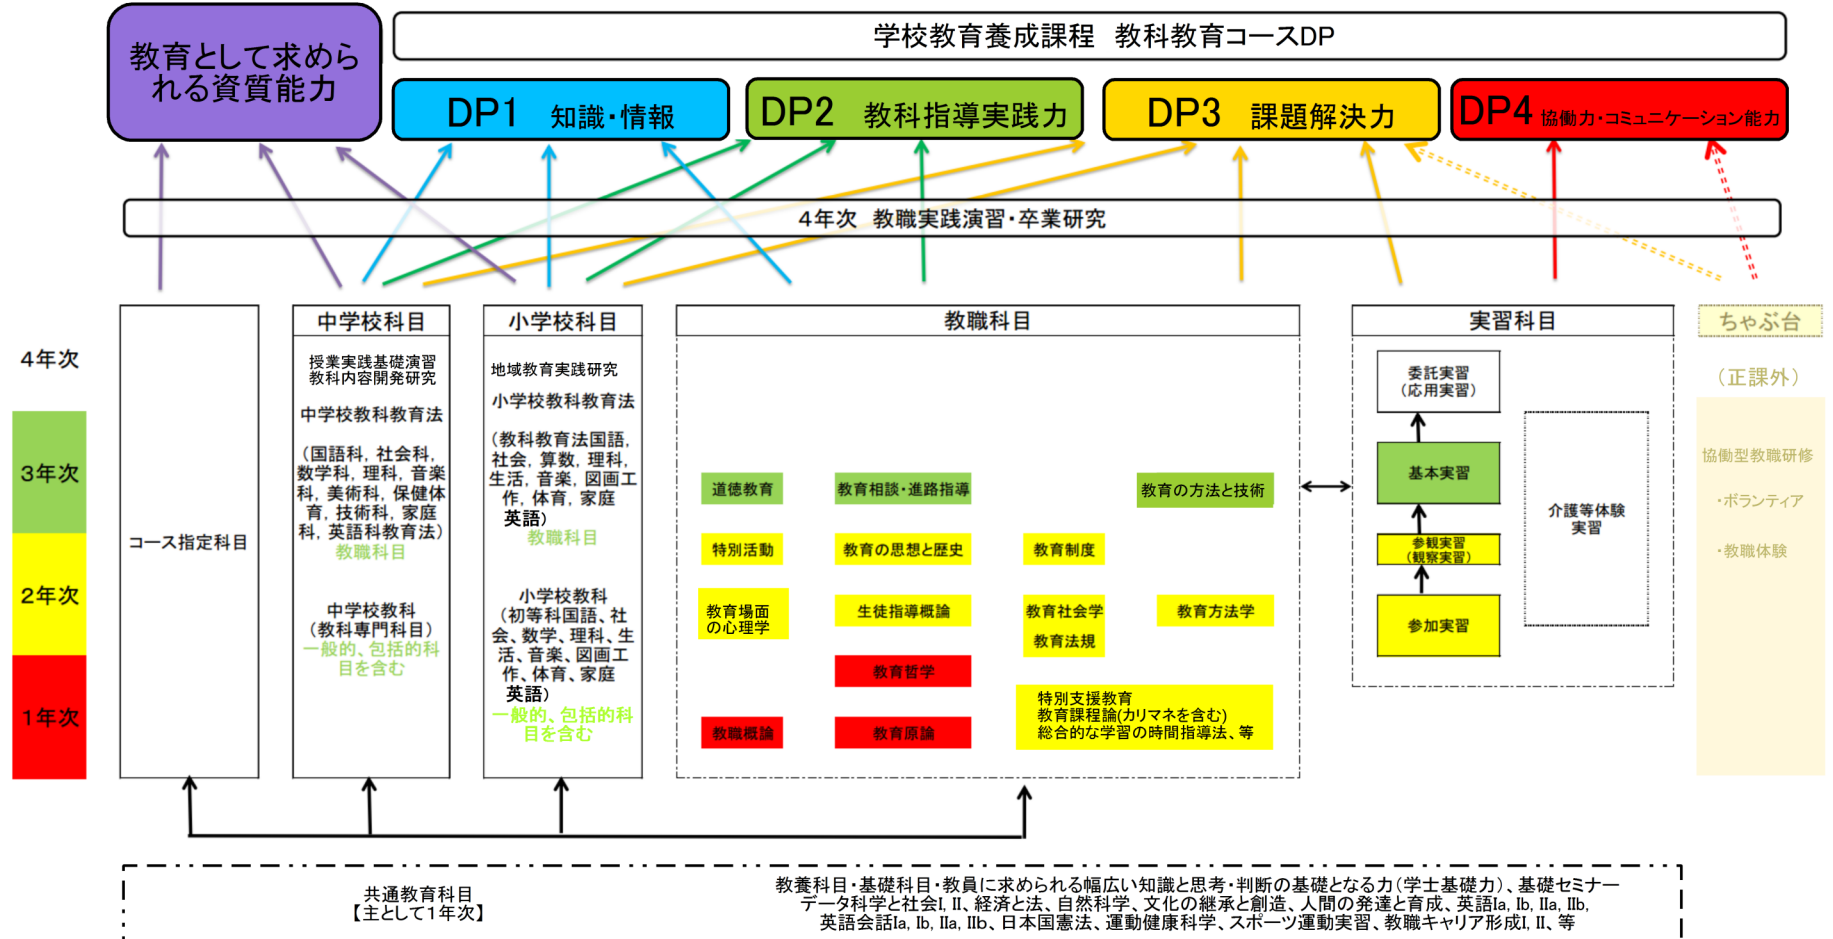 教育として求めら
れる資質能力
学校教育養成課程 教科教育コースDP
DP1 知識・情報
DP2 教科指導実践力
DP3 課題解決力
DP4 協働力・コミュニケーション能力
4年次 教職実践演習・卒業研究
4年次
3年次
2年次
1年次
コース指定科目
中学校科目
授業実践基礎演習
教科内容開発研究
中学校教科教育法
（国語科，社会科，
数学科，理科，音楽
科，美術科，保健体
育，技術科，家庭
科，英語科教育法）
教職科目
中学校教科
（教科専門科目）
一般的、包括的科
目を含む
小学校科目
地域教育実践研究
小学校教科教育法
（教科教育法国語，
社会，算数，理科，
生活，音楽，図画工
作，体育，家庭
英語）
教職科目
小学校教科
（初等科国語、社
会、数学、理科、生
活、音楽、図画工
作、体育、家庭
英語）
一般的、包括的科
目を含む
教職科目
道徳教育
教育相談・進路指導
教育の方法と技術
特別活動
教育の思想と歴史
教育制度
教育場面
の心理学
生徒指導概論
教育社会学
教育法規
教育方法学
教育哲学
教職概論
教育原論
特別支援教育
教育課程論(カリマネを含む)
総合的な学習の時間指導法、等
実習科目
委託実習
（応用実習）
基本実習
参観実習
（観察実習）
参加実習
介護等体験
実習
ちゃぶ台
（正課外）
協働型教職研修
・ボランティア
・教職体験
共通教育科目
【主として１年次】
教養科目・基礎科目・教員に求められる幅広い知識と思考・判断の基礎となる力（学士基礎力）、基礎セミナー
データ科学と社会I, II、経済と法、自然科学、文化の継承と創造、人間の発達と育成、英語Ia, Ib, IIa, IIb,
英語会話Ia, Ib, IIa, IIb、日本国憲法、運動健康科学、スポーツ運動実習、教職キャリア形成I, II、等